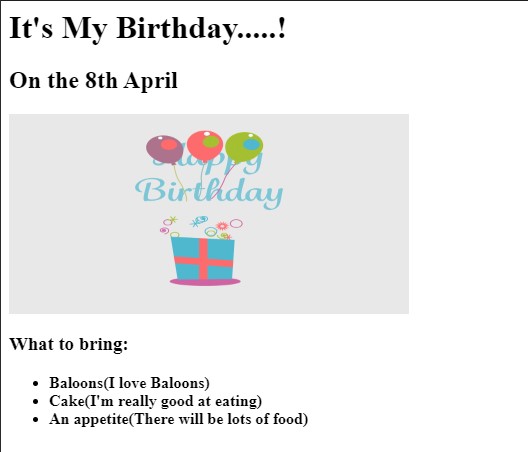 It's My Birthday.....!
On the 8th April
Happy
Birthday
What to bring:
Baloons(I love Baloons)
Cake(I'm really good at eating)
An appetite(There will be lots of food)